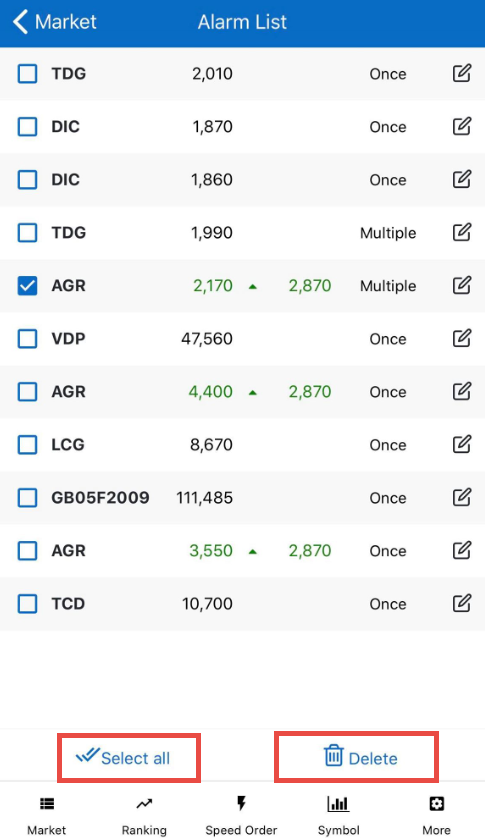 Market Alarm List
TDG 2,010 Once
DIC 1,870 Once
DIC 1,860 Once
TDG 1,990 Multiple
AGR 2,170 2,870 Multiple
VDP 47,560 Once
AGR 4,400 2,870 Once
LCG 8,670 Once
GB05F2009 111,485 Once
AGR 3,550 2,870 Once
TCD 10,700 Once
Select all Delete
Market Ranking Speed Order Symbol More